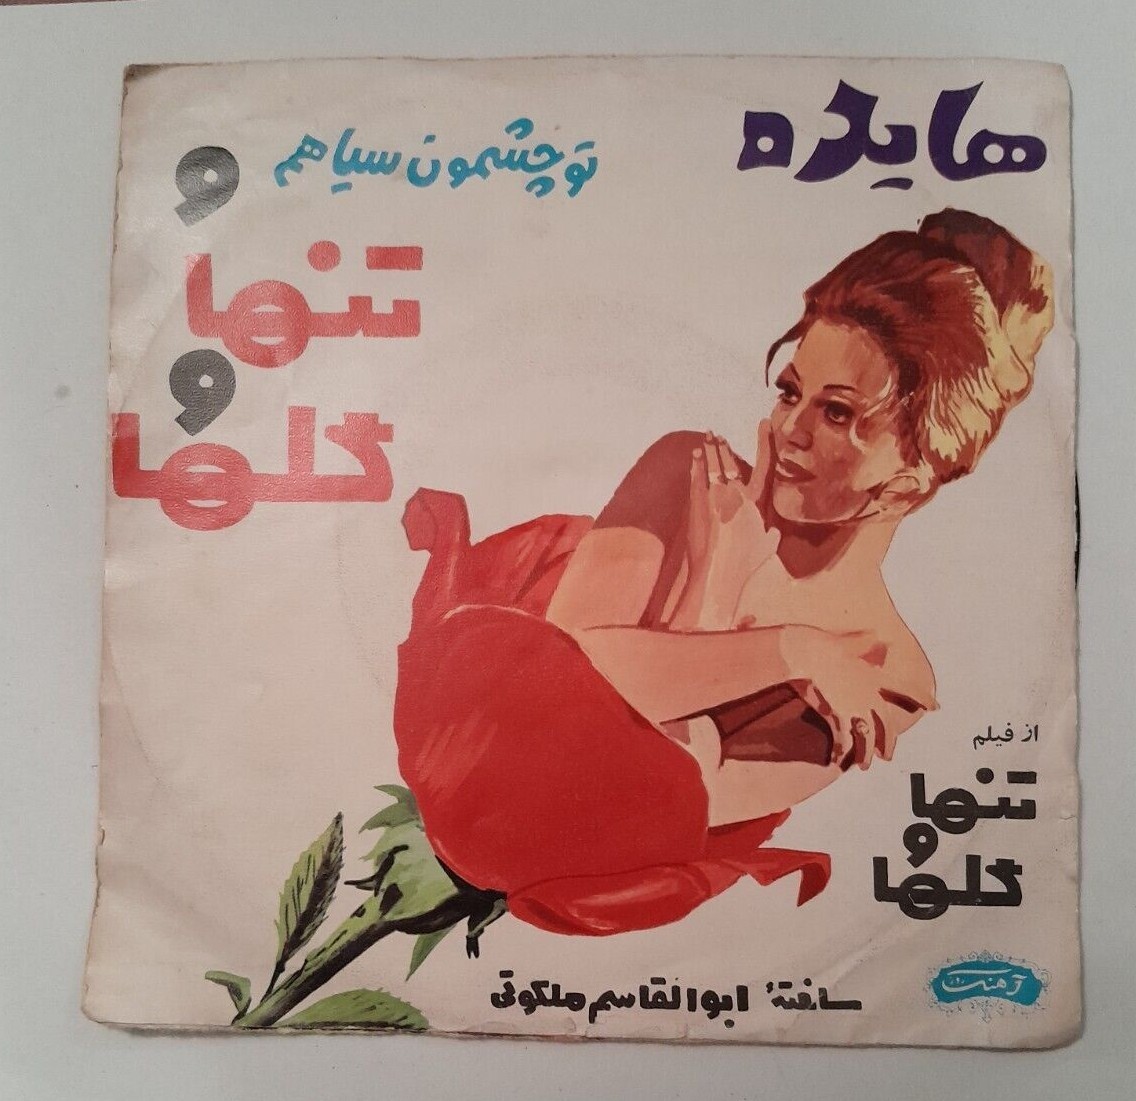 هایده
تو چشمون سیاهم
و
تنها
و
گلها
از فیلم
تنها
و
گلها
ساختهٔ ابوالقاسم ملکوتی
آهنگ